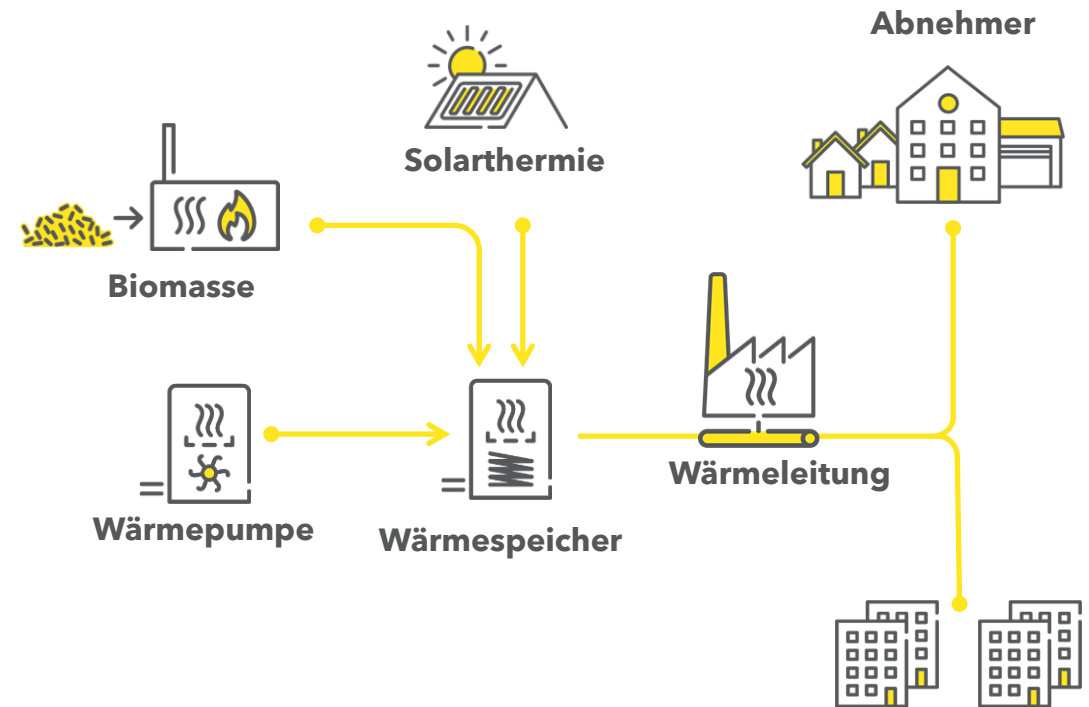 Abnehmer
Solarthermie
Biomasse
Wärmeleitung
Wärmepumpe
Wärmespeicher